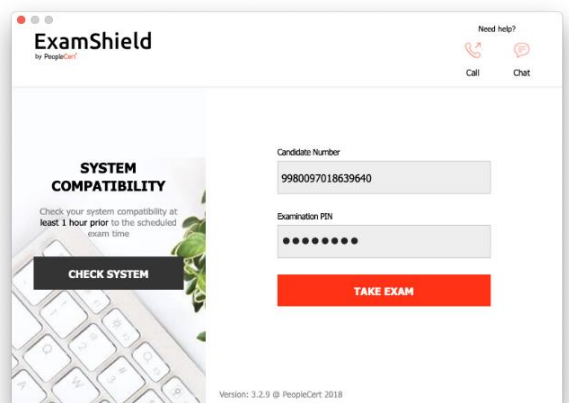 ExamShield
by PeopleCert
Need help?
Call
Chat
SYSTEM
COMPATIBILITY
Check your system compatibility at
least 1 hour prior to the scheduled
exam time
CHECK SYSTEM
Candidate Number
9980097018639640
Examination PIN
●●●●●●●●
TAKE EXAM
Version: 3.2.9 @ PeopleCert 2018